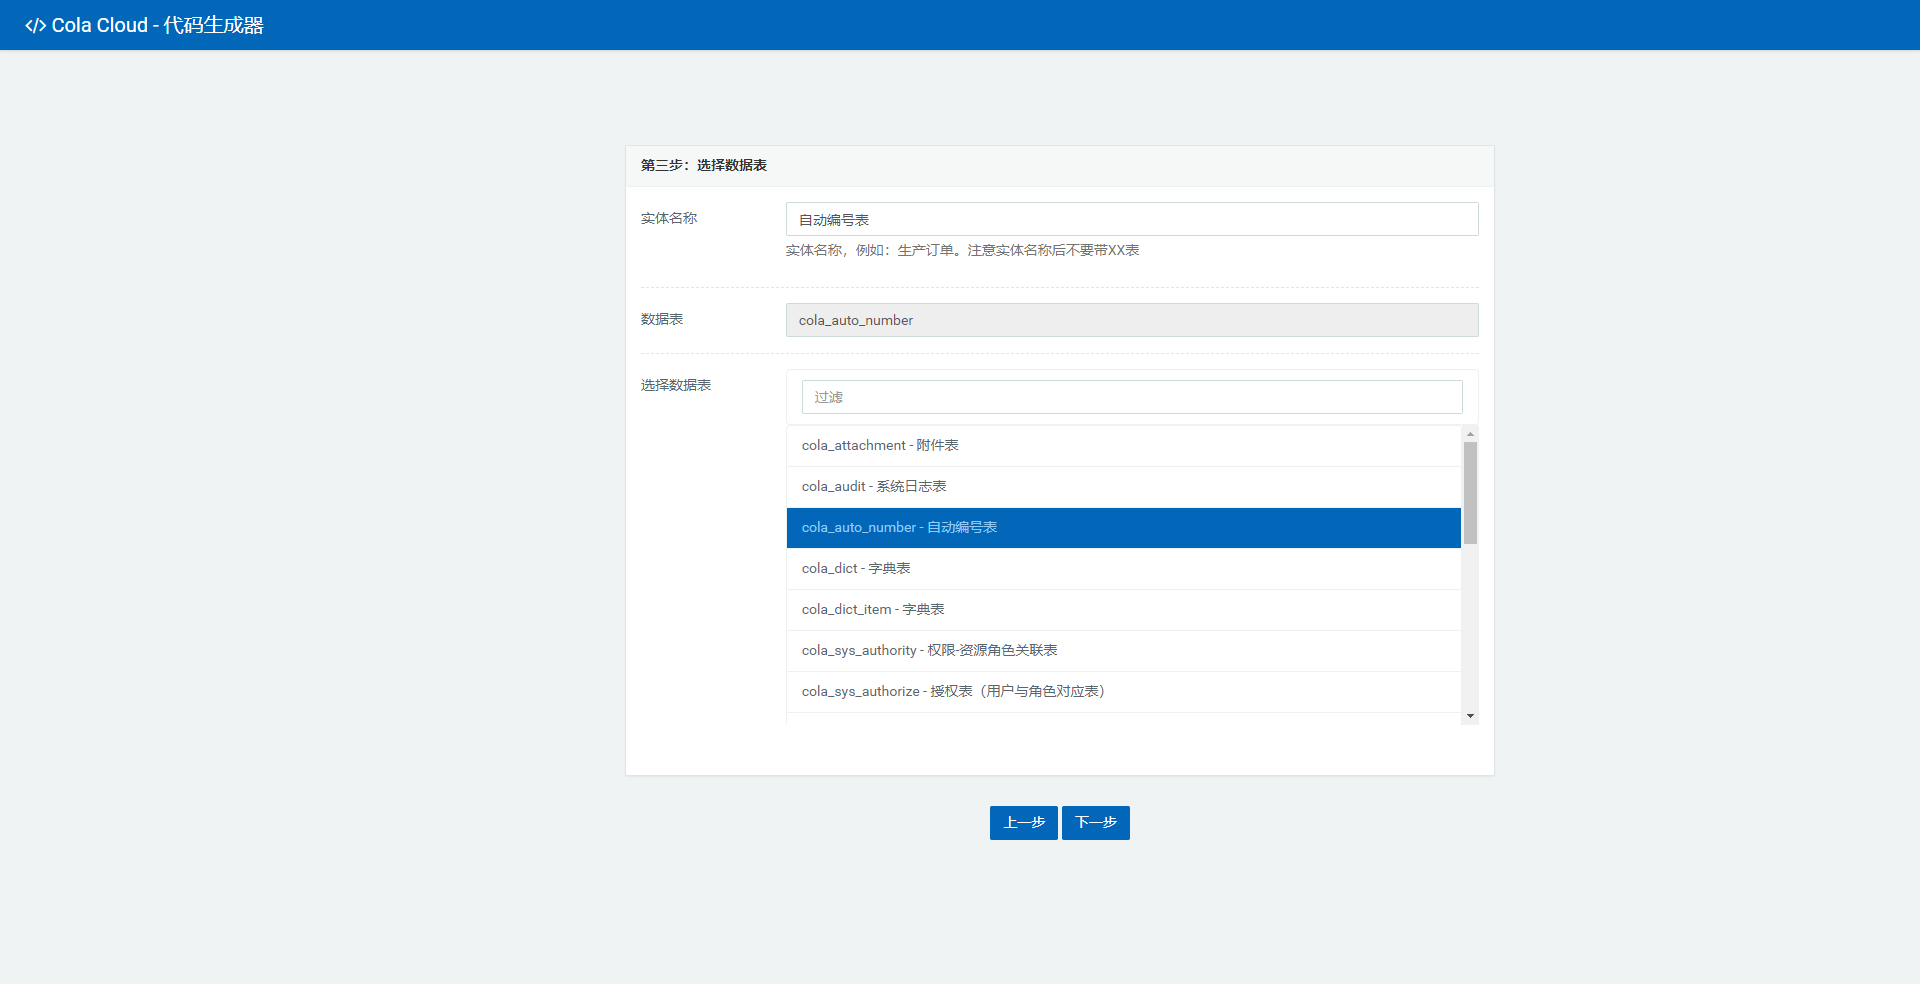 </> Cola Cloud - 代码生成器
第三步：选择数据表
实体名称
自动编号表
实体名称，例如：生产订单。注意实体名称后不要带XX表
数据表
cola_auto_number
选择数据表
过滤
cola_attachment - 附件表
cola_audit - 系统日志表
cola_auto_number - 自动编号表
cola_dict - 字典表
cola_dict_item - 字典表
cola_sys_authority - 权限-资源角色关联表
cola_sys_authorize - 授权表（用户与角色对应表）
上一步 下一步